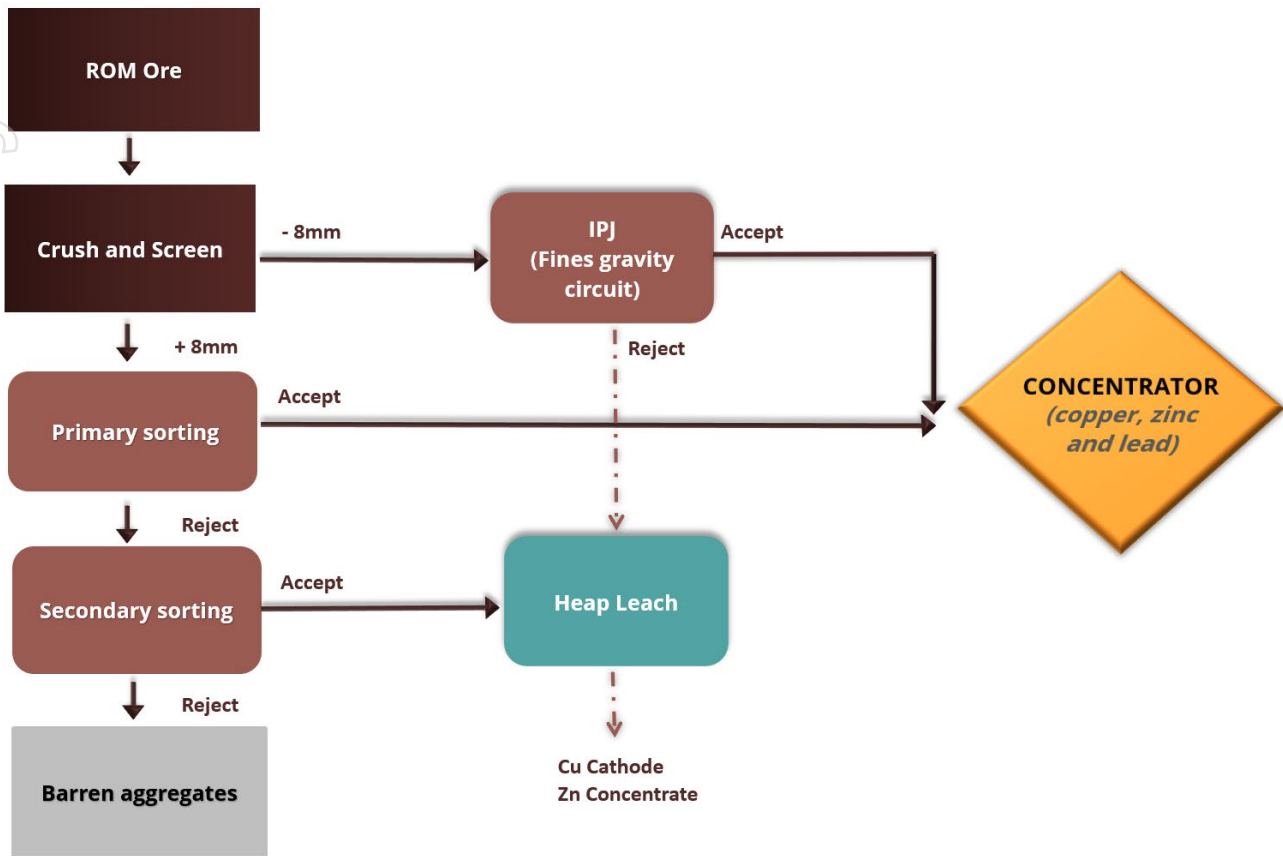 ROM Ore
Crush and Screen
- 8mm
IPJ
(Fines gravity
circuit)
Accept
+ 8mm
Reject
Primary sorting
Accept
CONCENTRATOR
(copper, zinc
and lead)
Reject
Secondary sorting
Accept
Heap Leach
Reject
Barren aggregates
Cu Cathode
Zn Concentrate